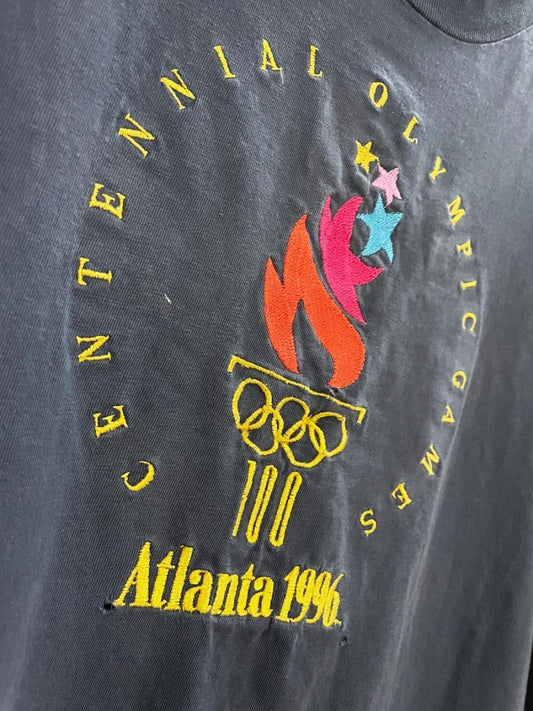 CENTENNIAL OLYMPIC GAMES
100
Atlanta 1996